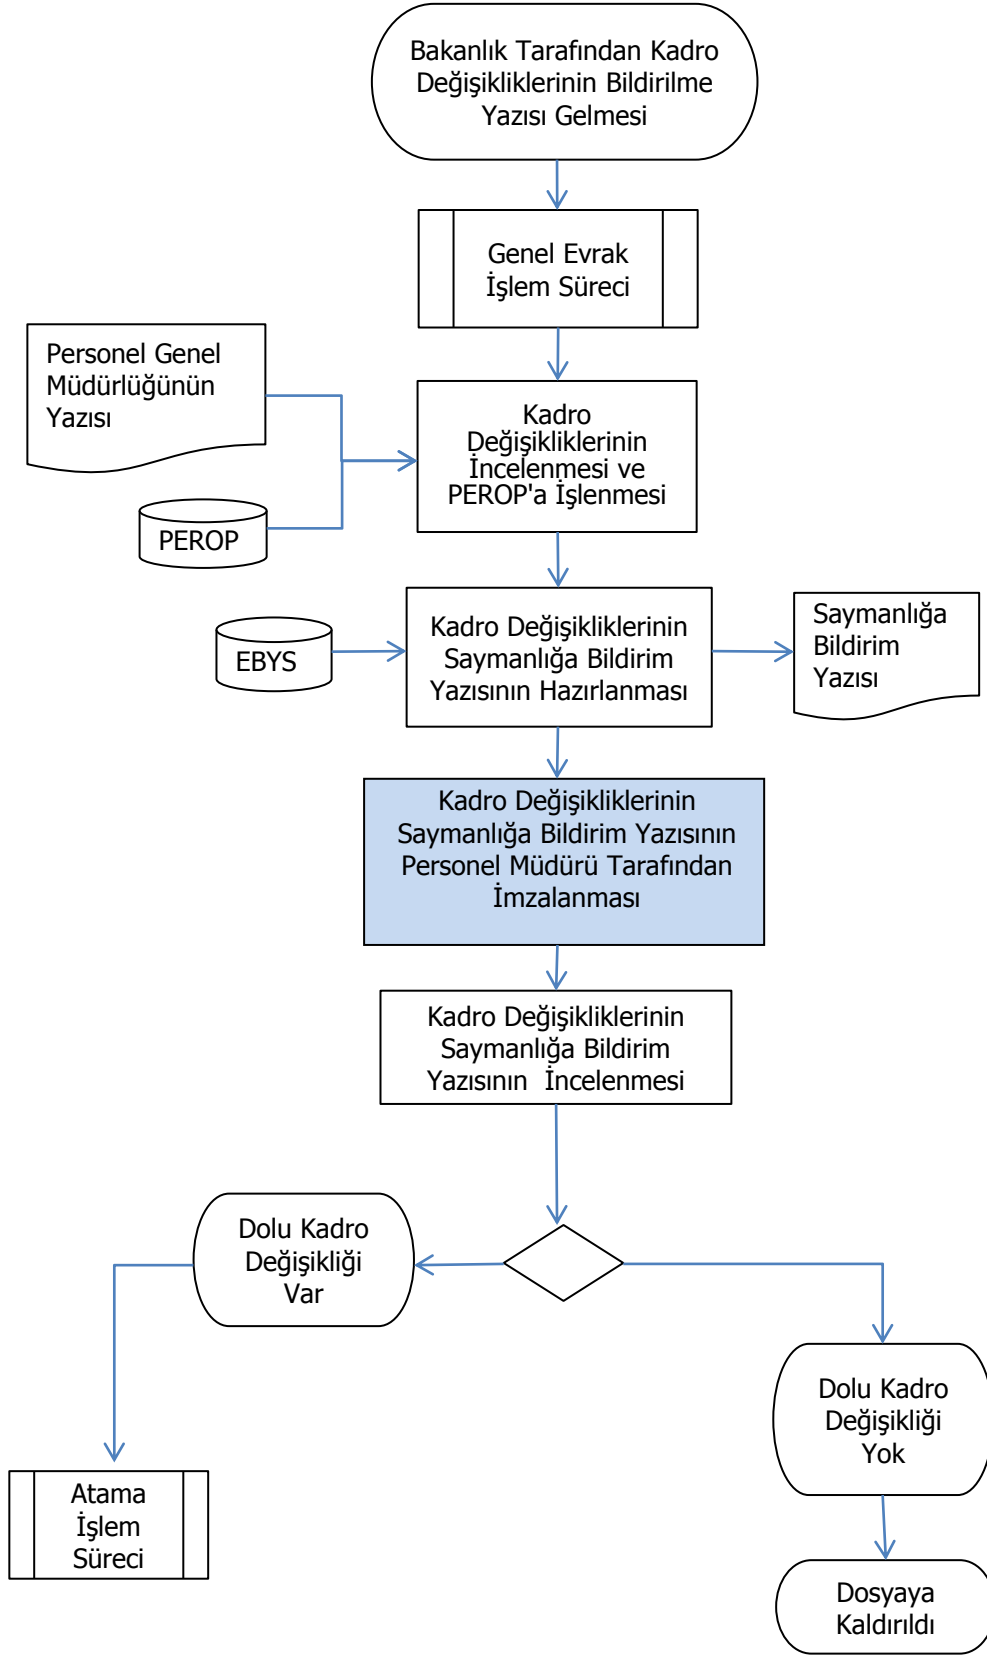 Bakanlık Tarafından Kadro
Değişikliklerinin Bildirilme
Yazısı Gelmesi
Genel Evrak
İşlem Süreci
Personel Genel
Müdürlüğünün
Yazısı
Kadro
Değişikliklerinin
İncelenmesi ve
PEROP'a İşlenmesi
PEROP
EBYS
Kadro Değişikliklerinin
Saymanlığa Bildirim
Yazısının Hazırlanması
Saymanlığa
Bildirim
Yazısı
Kadro Değişikliklerinin
Saymanlığa Bildirim Yazısının
Personel Müdürü Tarafından
İmzalanması
Kadro Değişikliklerinin
Saymanlığa Bildirim
Yazısının  İncelenmesi
Dolu Kadro
Değişikliği
Var
Dolu Kadro
Değişikliği
Yok
Atama
İşlem
Süreci
Dosyaya
Kaldırıldı